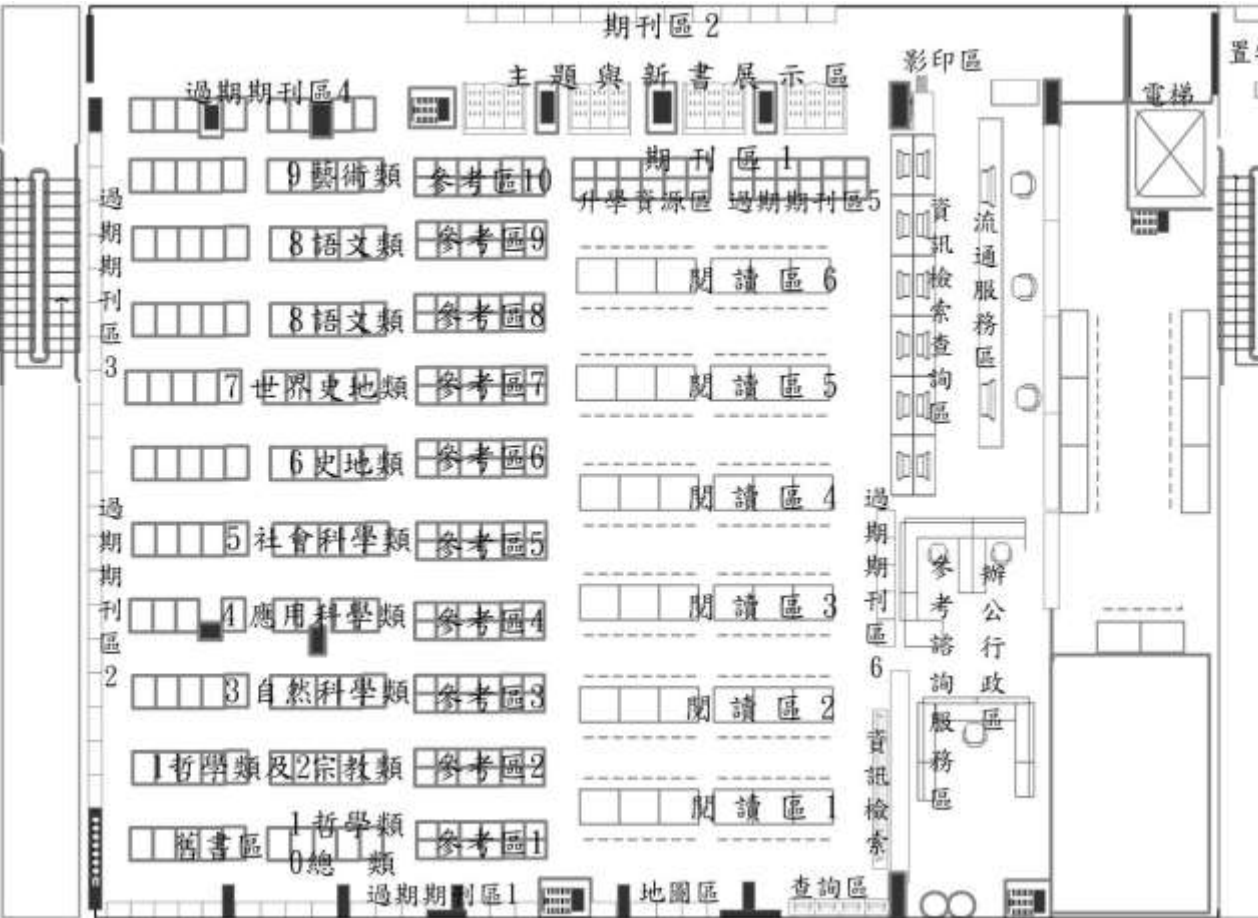 期刊區 2
主題與新書展示區
影印區
置
電梯
過期期刊區4
期刊區1
9藝術類
參考區10
升學資源區
過期期刊區5
過期期刊區3
8語文類
參考區9
閱讀區6
資訊檢索查詢區
流通服務區
8語文類
參考區8
7世界史地類
參考區7
閱讀區5
6史地類
參考區6
閱讀區4
過期期刊區2
5社會科學類
參考區5
過期期刊區6
參考諮詢服務區
辦公行政區
4應用科學類
參考區4
閱讀區3
3自然科學類
參考區3
閱讀區2
1哲學類及2宗教類
參考區2
資訊檢索
閱讀區1
舊書區
1哲學類
0總 類
參考區1
過期期刊區1
地圖區
查詢區